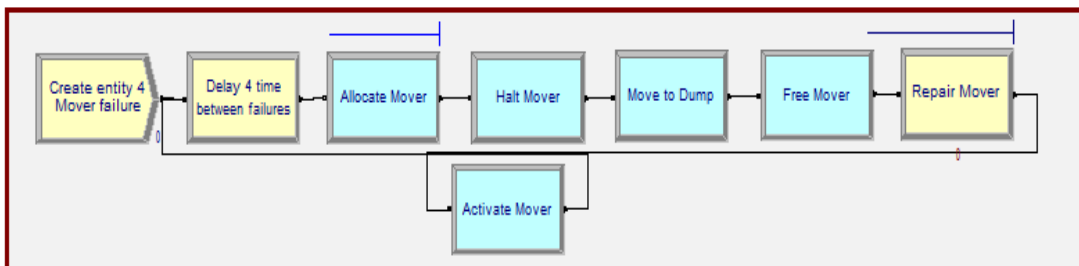 Create entity 4
Mover failure
0
Delay 4 time
between failures
Allocate Mover
Halt Mover
Move to Dump
Free Mover
Repair Mover
0
Activate Mover